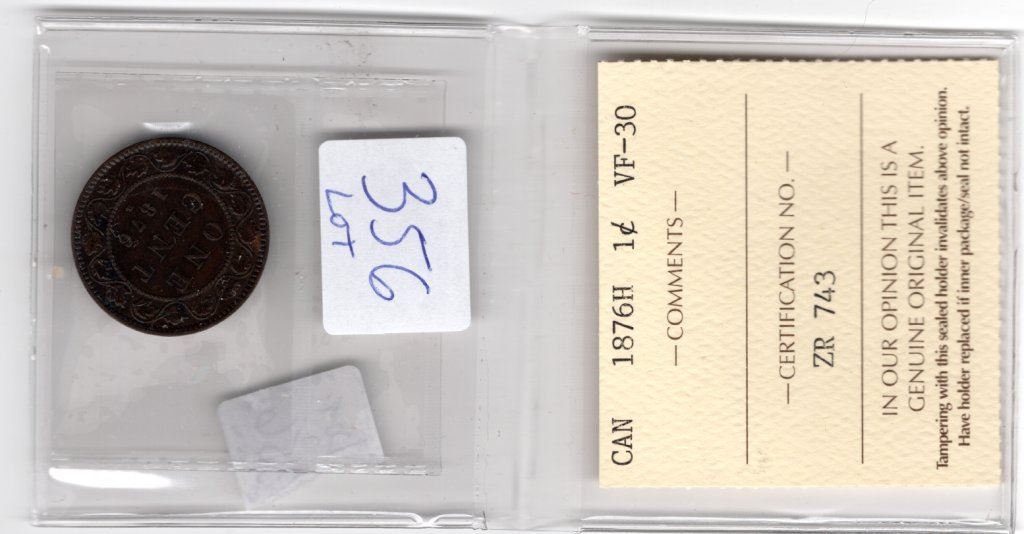 ONE
CENT
1876
LOT
356
CAN 1876H 1¢ VF-30
— COMMENTS —
— CERTIFICATION NO. —
ZR 743
IN OUR OPINION THIS IS A
GENUINE ORIGINAL ITEM.
Tampering with this sealed holder invalidates above opinion.
Have holder replaced if inner package/seal not intact.